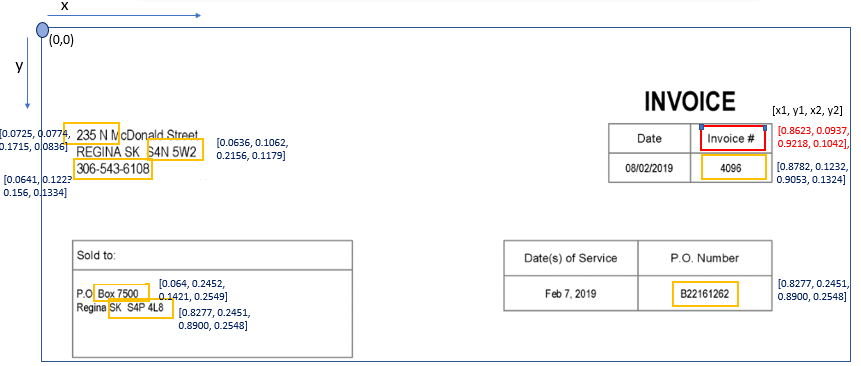 x
(0,0)
y
INVOICE
[x1, y1, x2, y2]
[0.0725, 0.0774,
0.1715, 0.0836]
235 N McDonald Street
REGINA SK S4N 5W2
306-543-6108
[0.0636, 0.1062,
0.2156, 0.1179]
[0.0641, 0.122?
0.156, 0.1334]
Date
Invoice #
[0.8623, 0.0937,
0.9218, 0.1042],
08/02/2019
4096
[0.8782, 0.1232,
0.9053, 0.1324]
Sold to:
P.O Box 7500
Regina SK S4P 4L8
[0.064, 0.2452,
0.1421, 0.2549]
[0.8277, 0.2451,
0.8900, 0.2548]
Date(s) of Service
P.O. Number
Feb 7, 2019
B22161262
[0.8277, 0.2451,
0.8900, 0.2548]